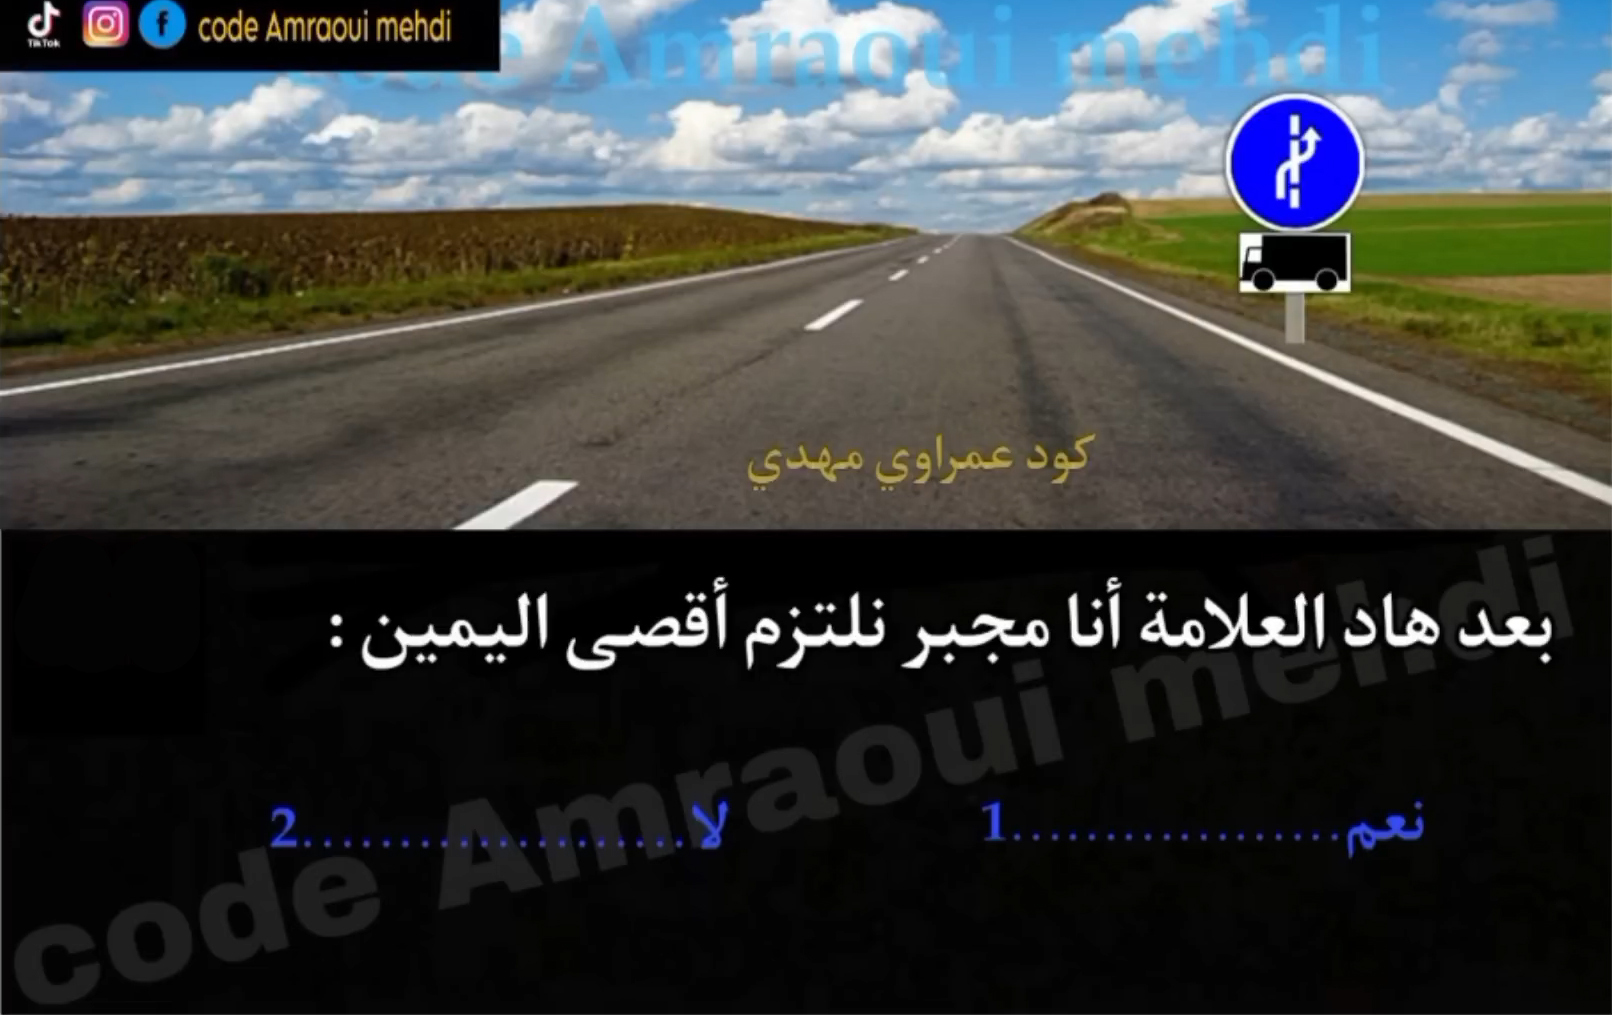 TikTok
code Amraoui mehdi
code Amraoui mehdi
كود عمراوي مهدي
بعد هاد العلامة أنا مجبر نلتزم أقصى اليمين :
نعم..................1
لا....................2
code Amraoui mehdi